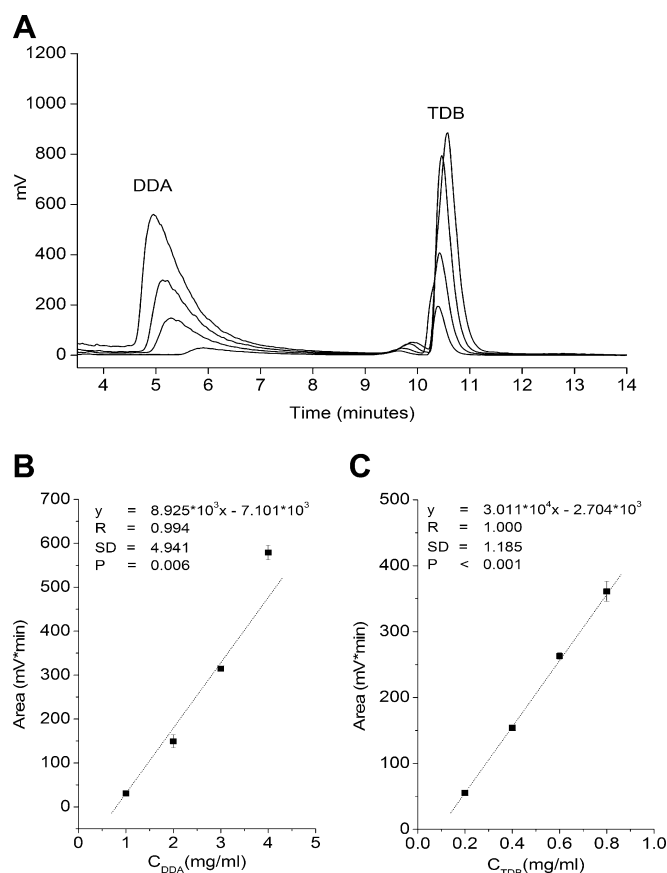 A
1200
1000
800
600
400
200
0
mV
DDA
TDB
4 5 6 7 8 9 10 11 12 13 14
Time (minutes)
B
700
600
500
400
300
200
100
0
Area (mV*min)
y = 8.925*10³x - 7.101*10³
R = 0.994
SD = 4.941
P = 0.006
0 1 2 3 4 5
C_DDA(mg/ml)
C
500
400
300
200
100
0
Area (mV*min)
y = 3.011*10⁴x - 2.704*10³
R = 1.000
SD = 1.185
P < 0.001
0.0 0.2 0.4 0.6 0.8 1.0
C_TDB(mg/ml)